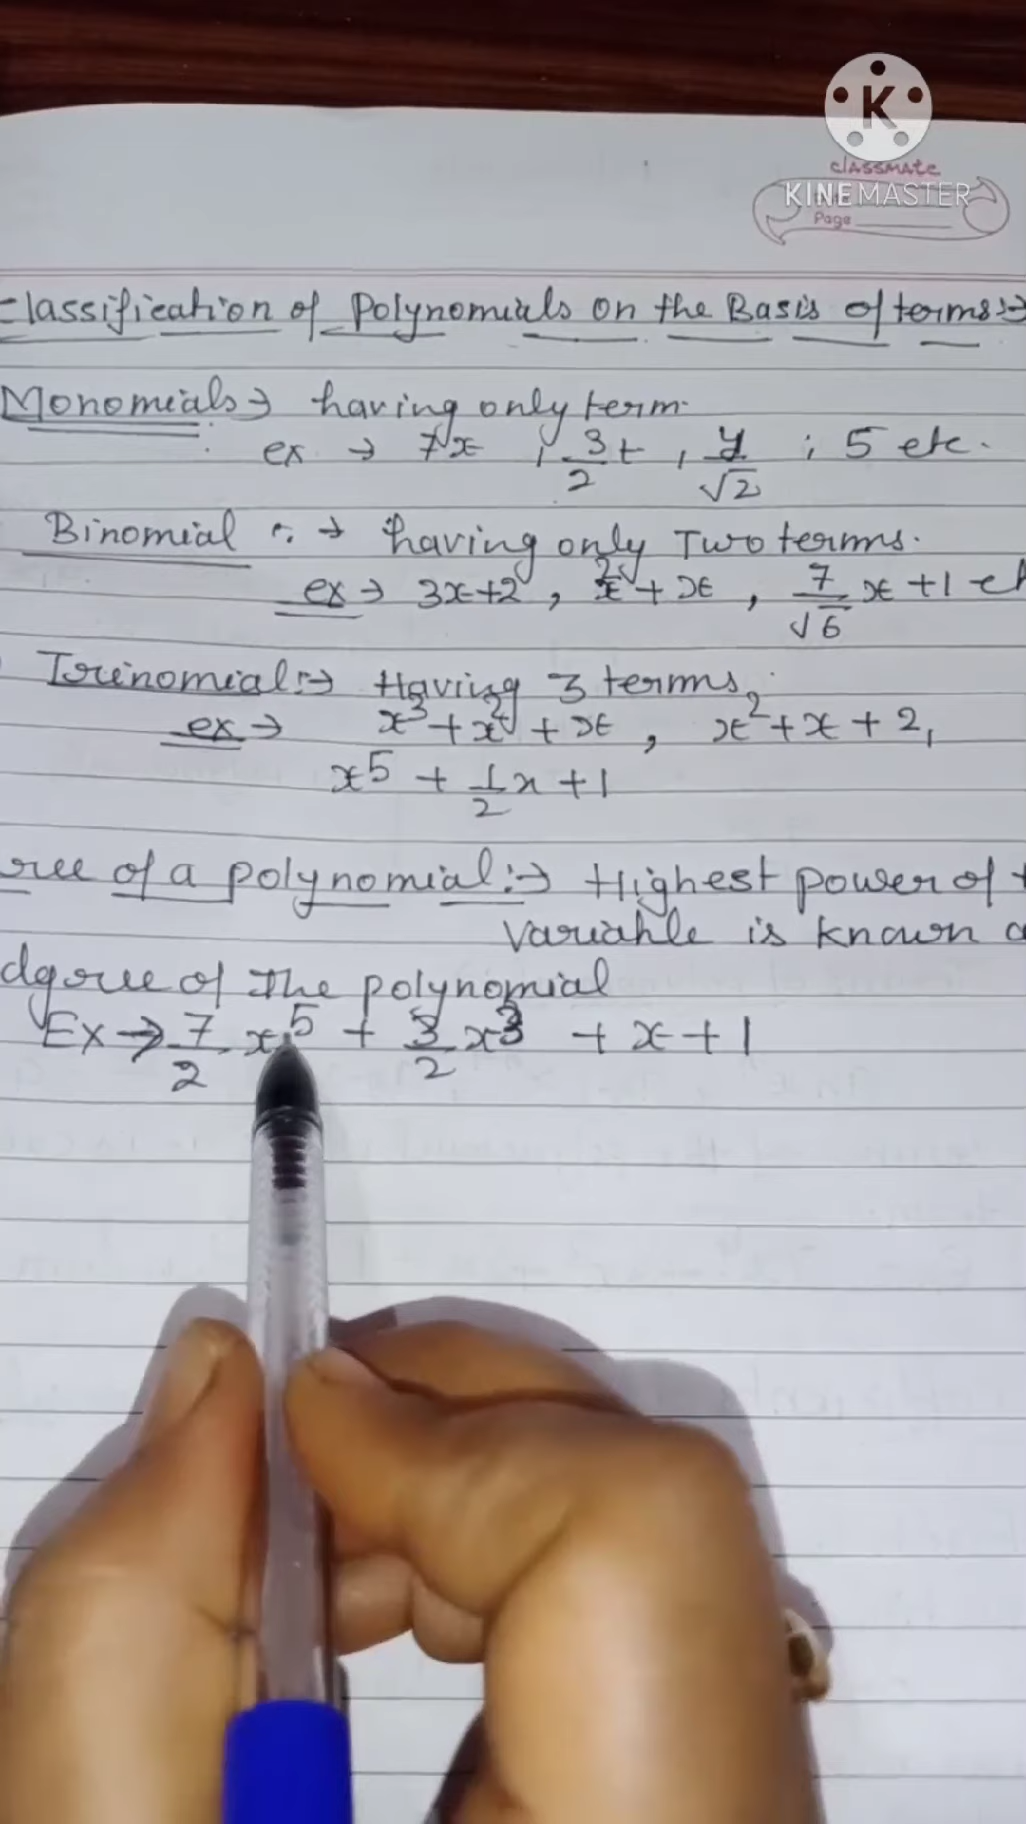 K
classmate
KINEMASTER
Page
Classification of Polynomials on the Basis of terms:→
Monomials → having only term.
ex → 7x , 3/2 t , y/√2 ; 5 etc.
Binomial :→ having only Two terms.
ex → 3x+2 , x²+x , 7/√6 x +1
Trinomial :→ Having 3 terms.
ex → x³+x²+x , x²+x+2,
x⁵ + 1/2 x + 1
ree of a polynomial :→ Highest power of
Variable is known
dgree of the polynomial
Ex → 7/2 x⁵ + 3/2 x³ + x + 1